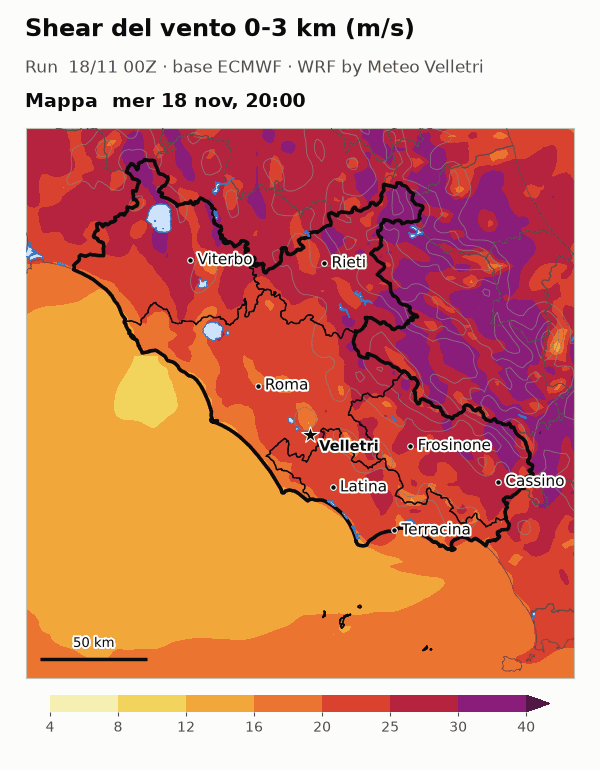 Shear del vento 0-3 km (m/s)
Run  18/11 00Z · base ECMWF · WRF by Meteo Velletri
Mappa  mer 18 nov, 20:00
Viterbo
Rieti
Roma
Velletri
Frosinone
Latina
Cassino
Terracina
50 km
4 8 12 16 20 25 30 40